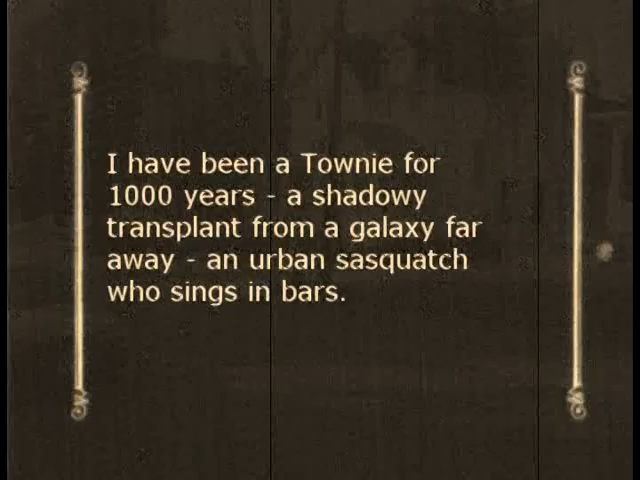 I have been a Townie for
1000 years - a shadowy
transplant from a galaxy far
away - an urban sasquatch
who sings in bars.